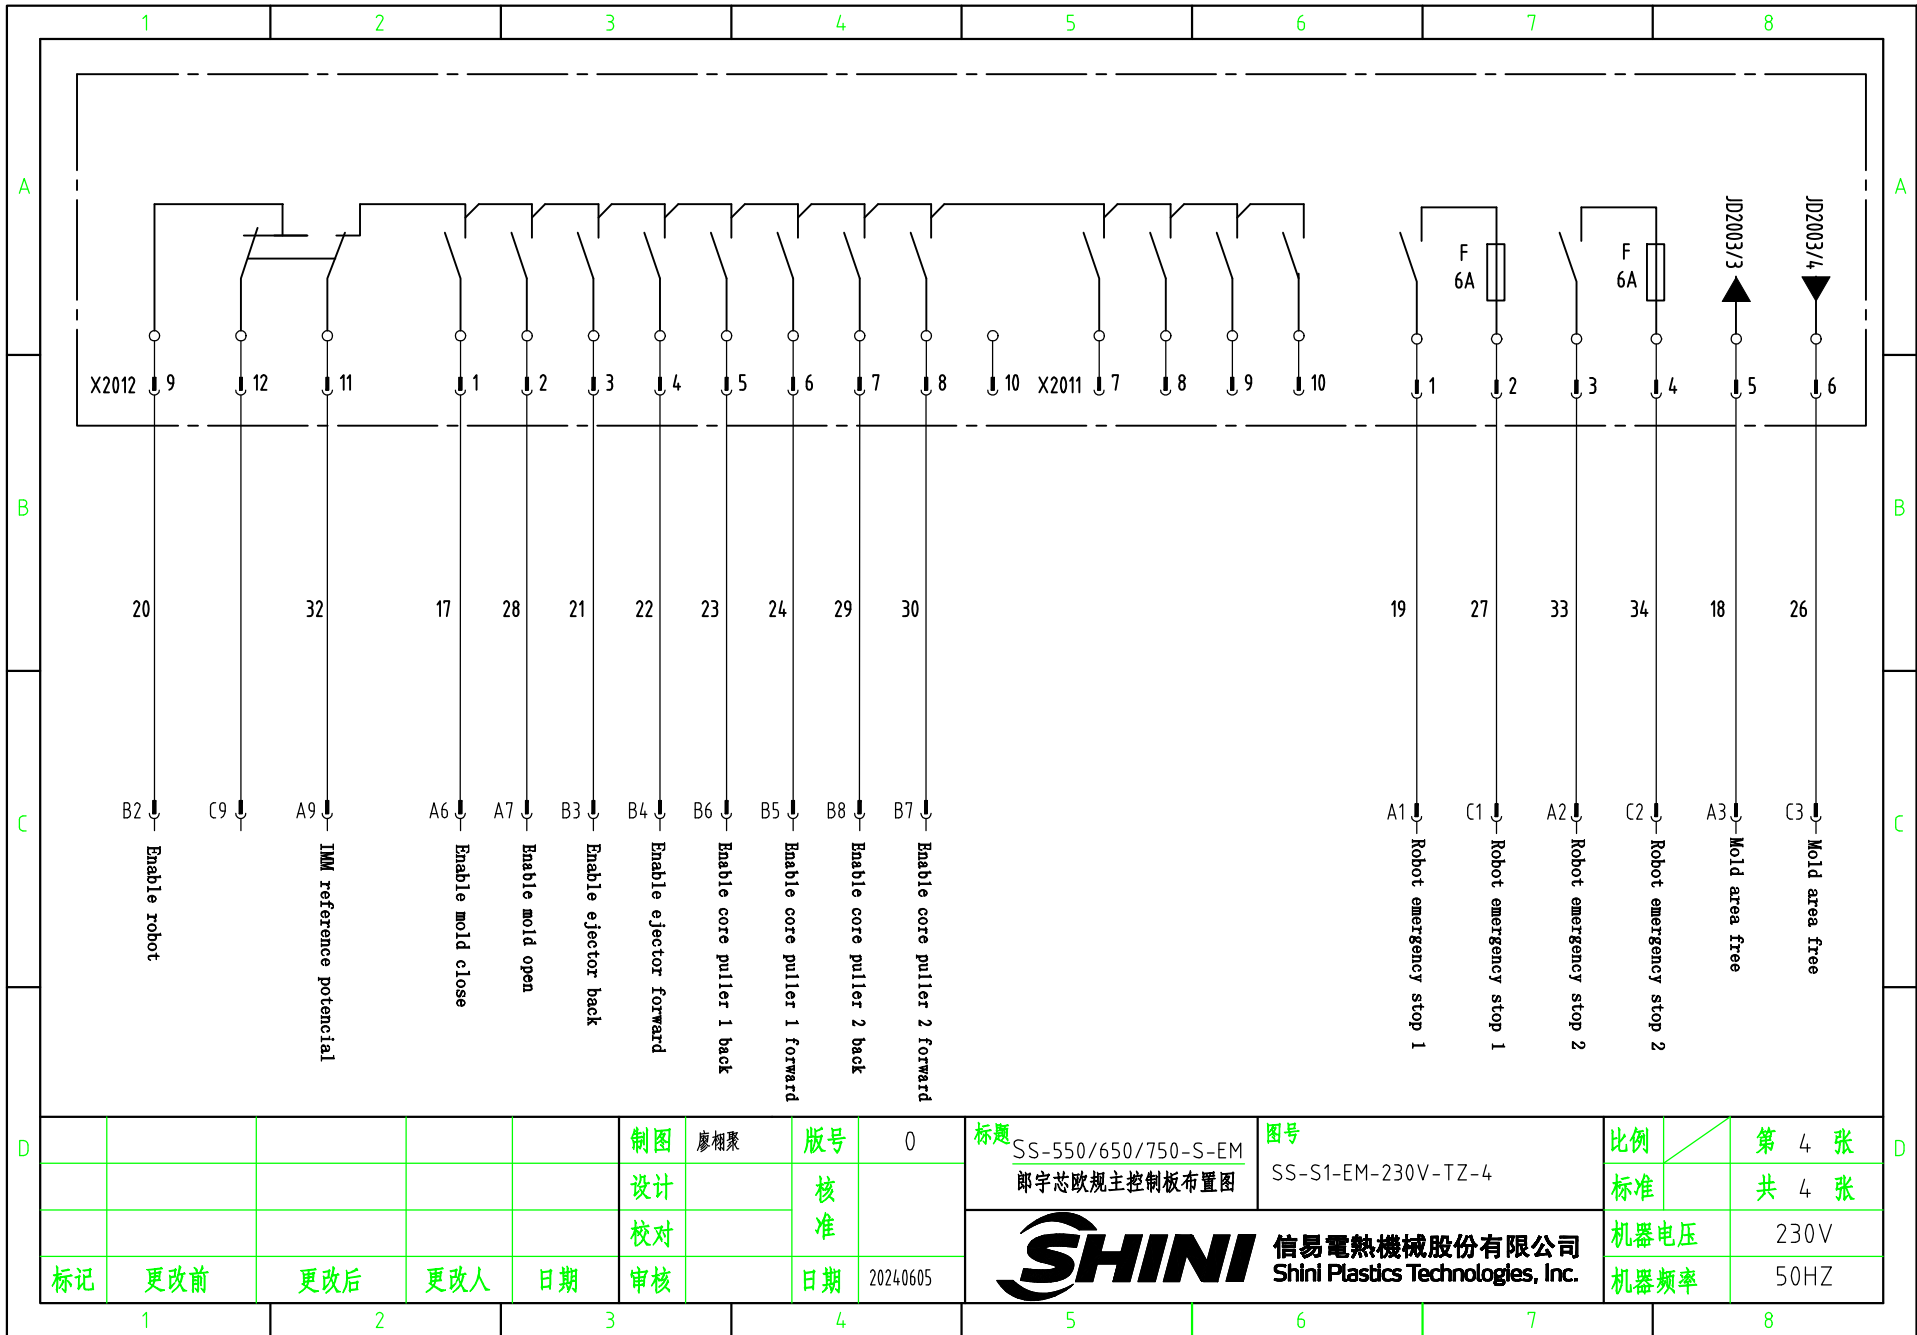 1 2 3 4 5 6 7 8
A A
JD2003/3 JD2003/4
F F
6A 6A
X2012 9 12 11 1 2 3 4 5 6 7 8 10 X2011 7 8 9 10 1 2 3 4 5 6
B B
20 32 17 28 21 22 23 24 29 30 19 27 33 34 18 26
B2 C9 A9 A6 A7 B3 B4 B6 B5 B8 B7 A1 C1 A2 C2 A3 C3
C C
Enable robot
IMM reference potencial
Enable mold close
Enable mold open
Enable ejector back
Enable ejector forward
Enable core puller 1 back
Enable core puller 1 forward
Enable core puller 2 back
Enable core puller 2 forward
Robot emergency stop 1
Robot emergency stop 1
Robot emergency stop 2
Robot emergency stop 2
Mold area free
Mold area free
D D
制图 廖栩聚 版号 0
设计 核准
校对
标记 更改前 更改后 更改人 日期 审核 日期 20240605
标题 SS-550/650/750-S-EM
郎宇芯欧规主控制板布置图
图号
SS-S1-EM-230V-TZ-4
比例 第 4 张
标准 共 4 张
机器电压 230V
机器频率 50HZ
SHINI 信易電熱機械股份有限公司
Shini Plastics Technologies, Inc.
1 2 3 4 5 6 7 8